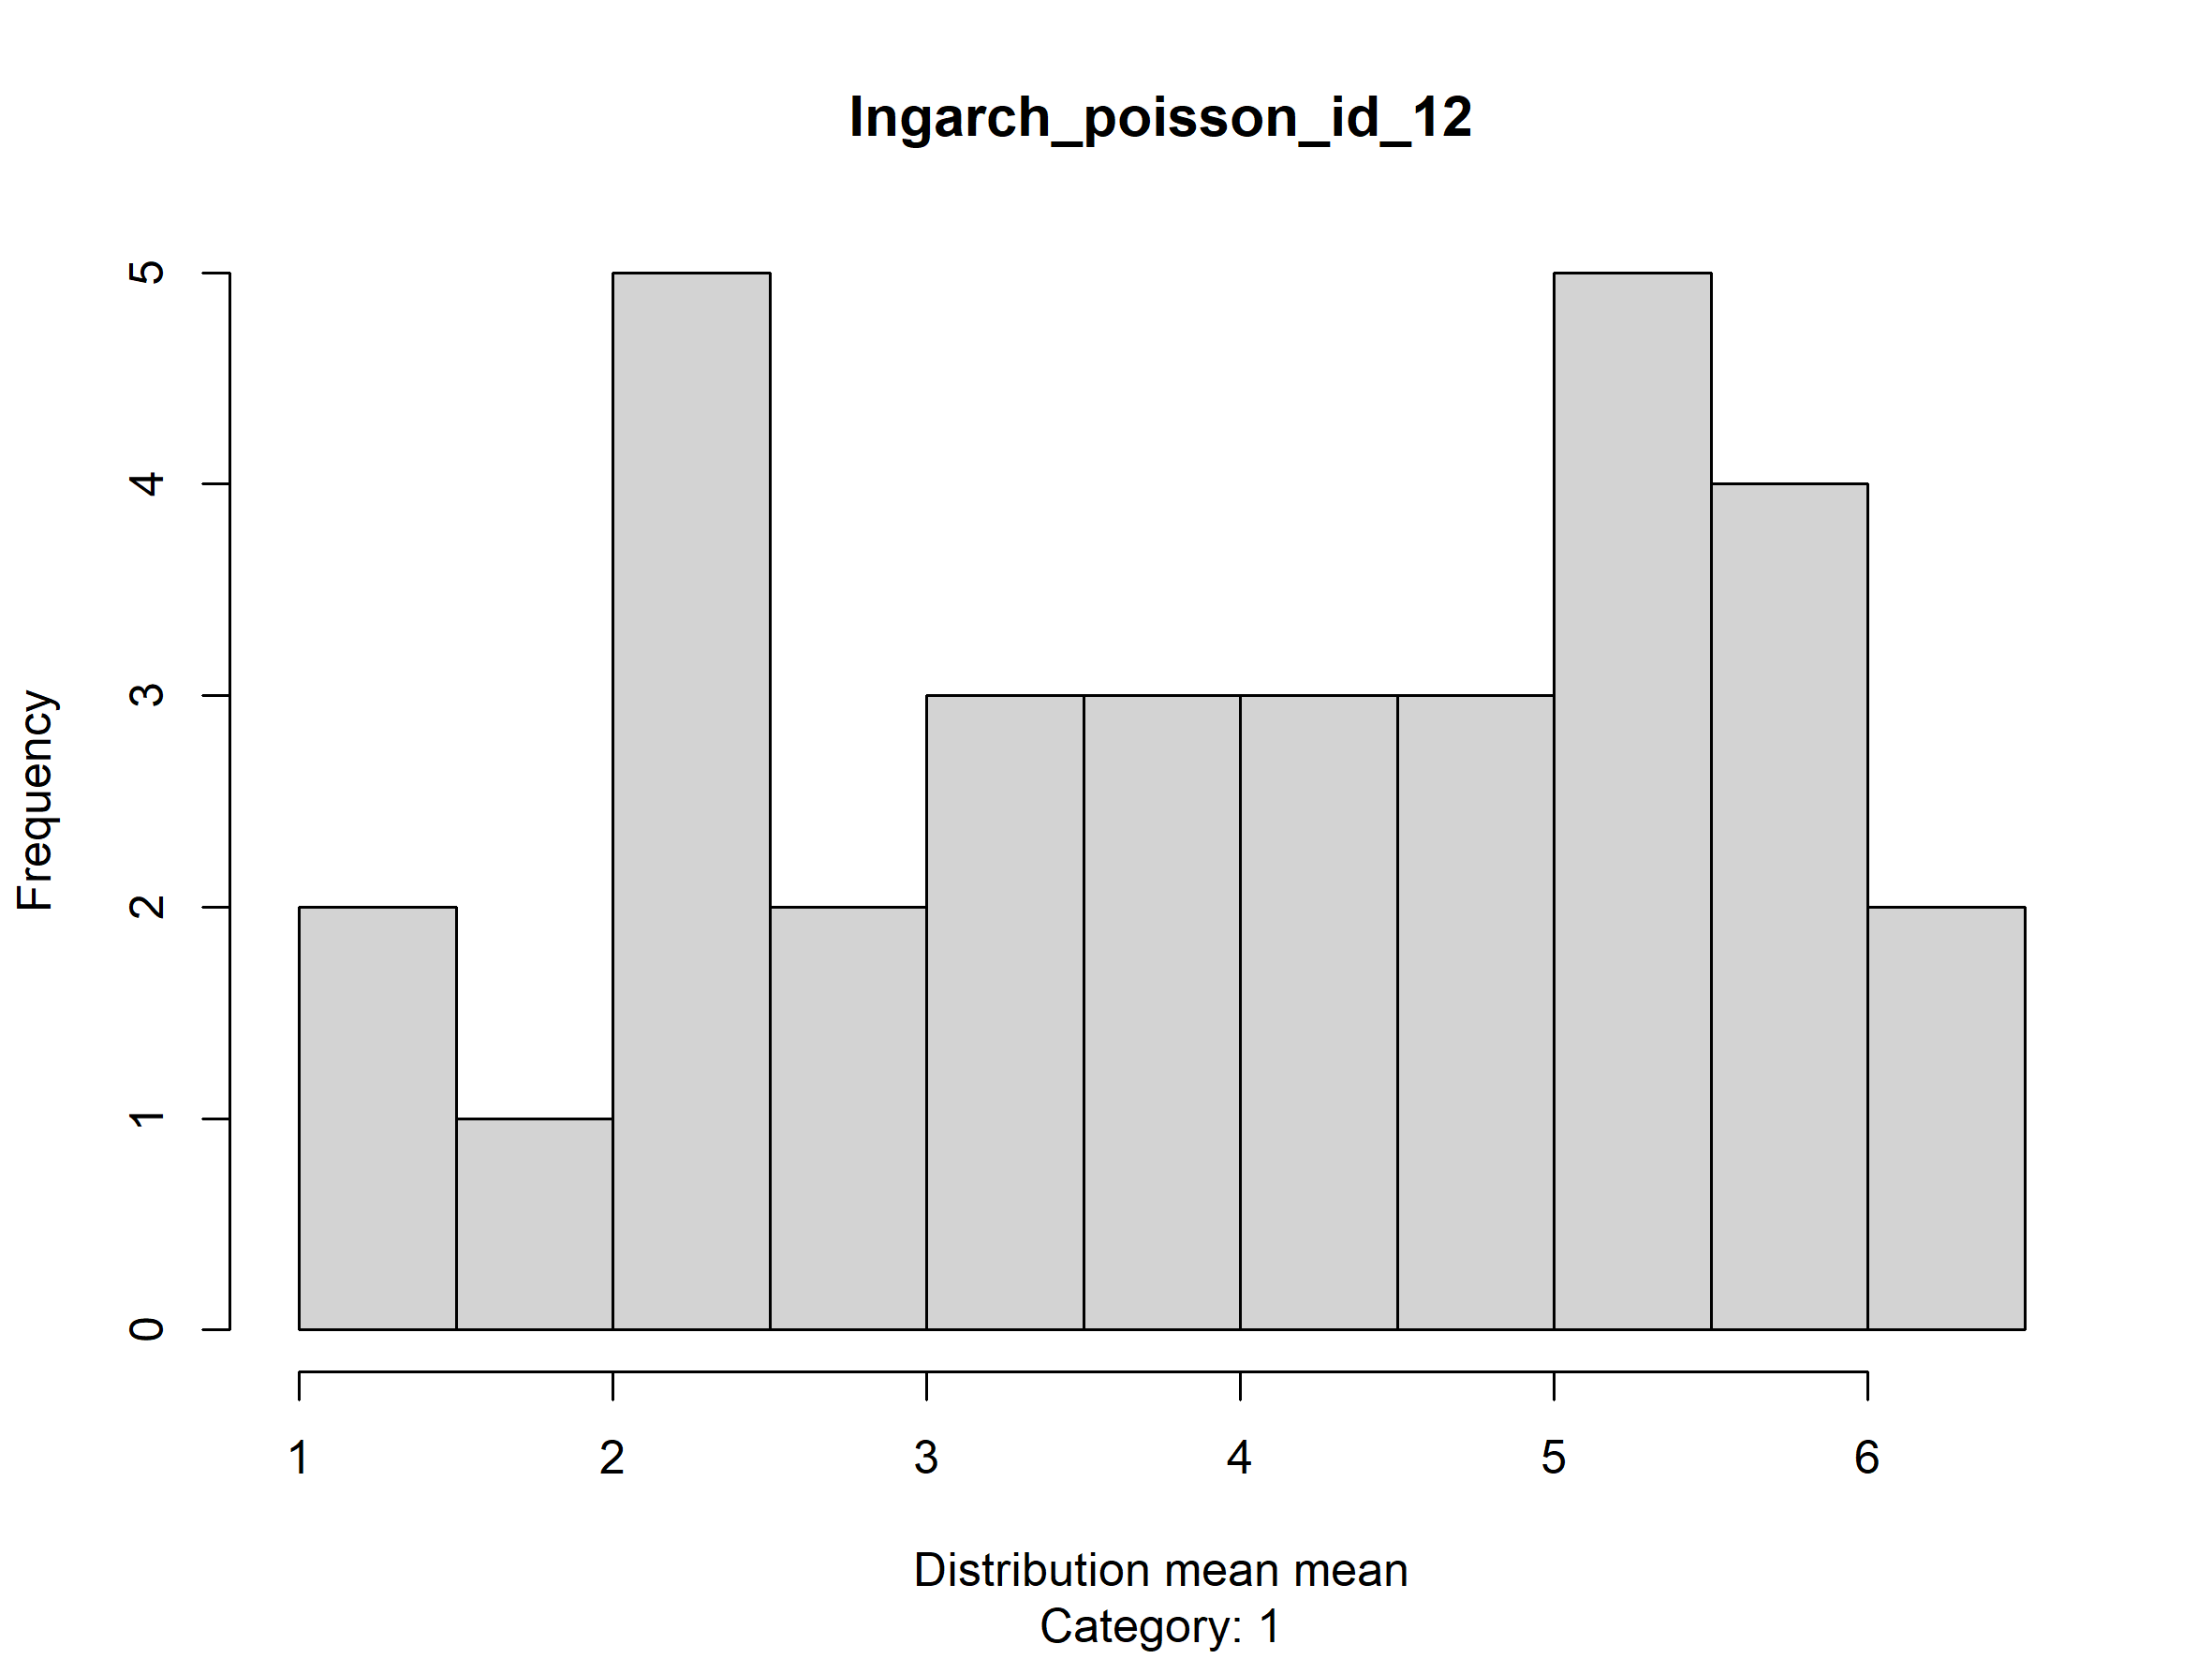 Ingarch_poisson_id_12
Frequency
5
4
3
2
1
0
1 2 3 4 5 6
Distribution mean mean
Category: 1